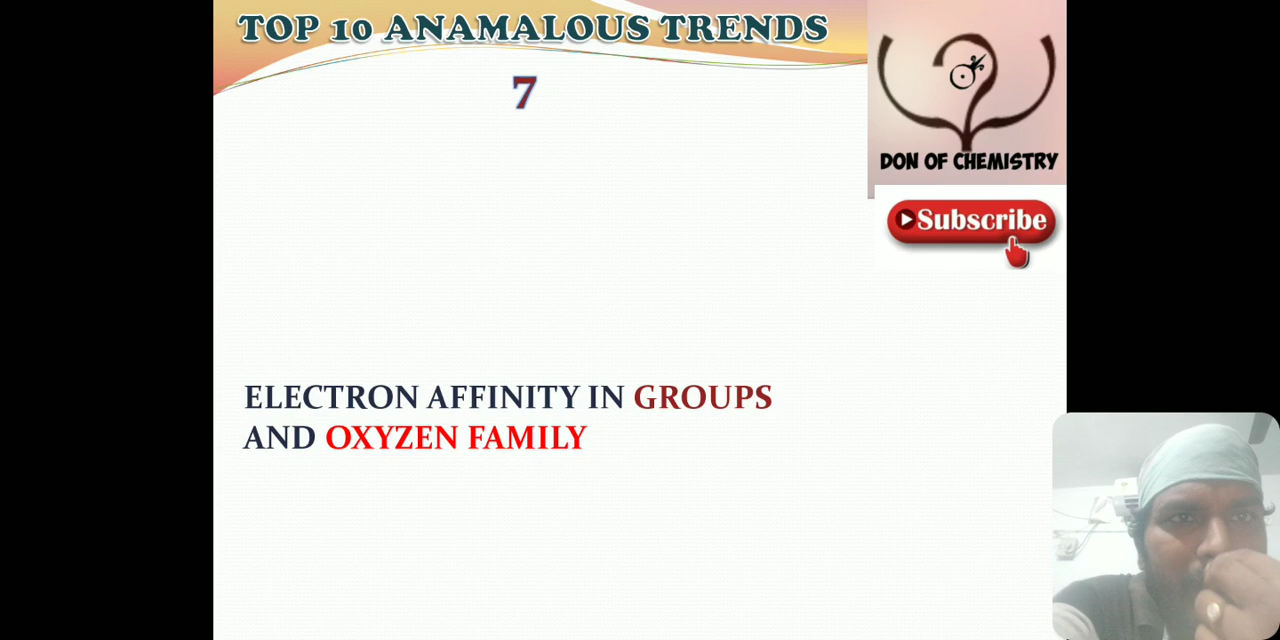 TOP 10 ANAMALOUS TRENDS
7
DON OF CHEMISTRY
Subscribe
ELECTRON AFFINITY IN GROUPS
AND OXYZEN FAMILY